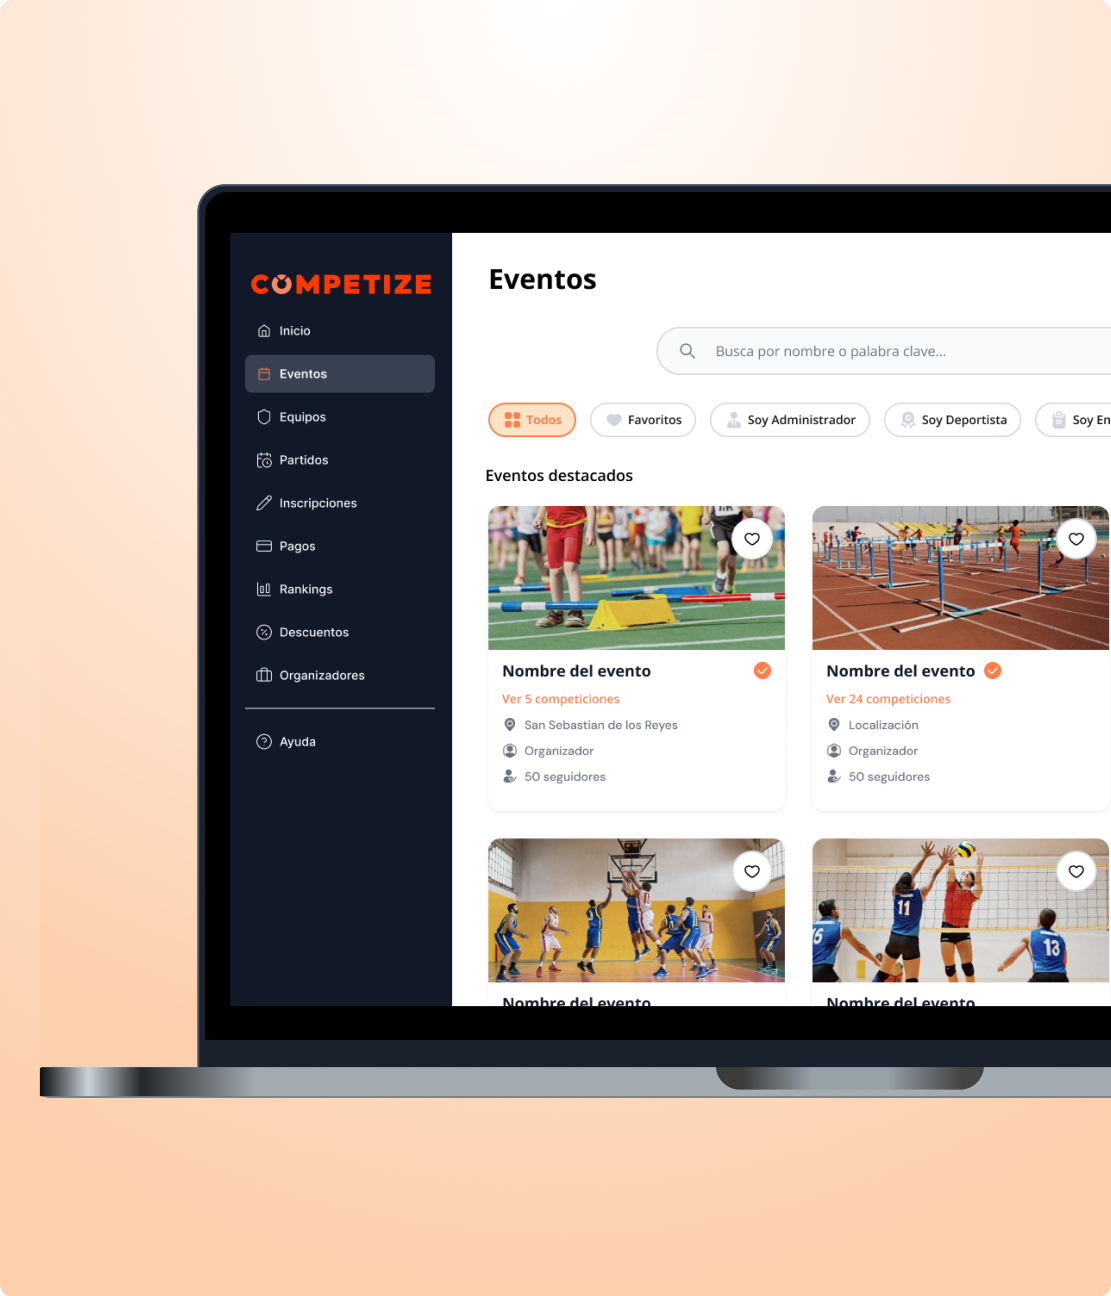 COMPETIZE
Inicio
Eventos
Equipos
Partidos
Inscripciones
Pagos
Rankings
Descuentos
Organizadores
Ayuda
Eventos
Busca por nombre o palabra clave...
Todos
Favoritos
Soy Administrador
Soy Deportista
Soy En
Eventos destacados
Nombre del evento
Ver 5 competiciones
San Sebastian de los Reyes
Organizador
50 seguidores
Nombre del evento
Ver 24 competiciones
Localización
Organizador
50 seguidores
11
13
Nombre del evento
Nombre del evento